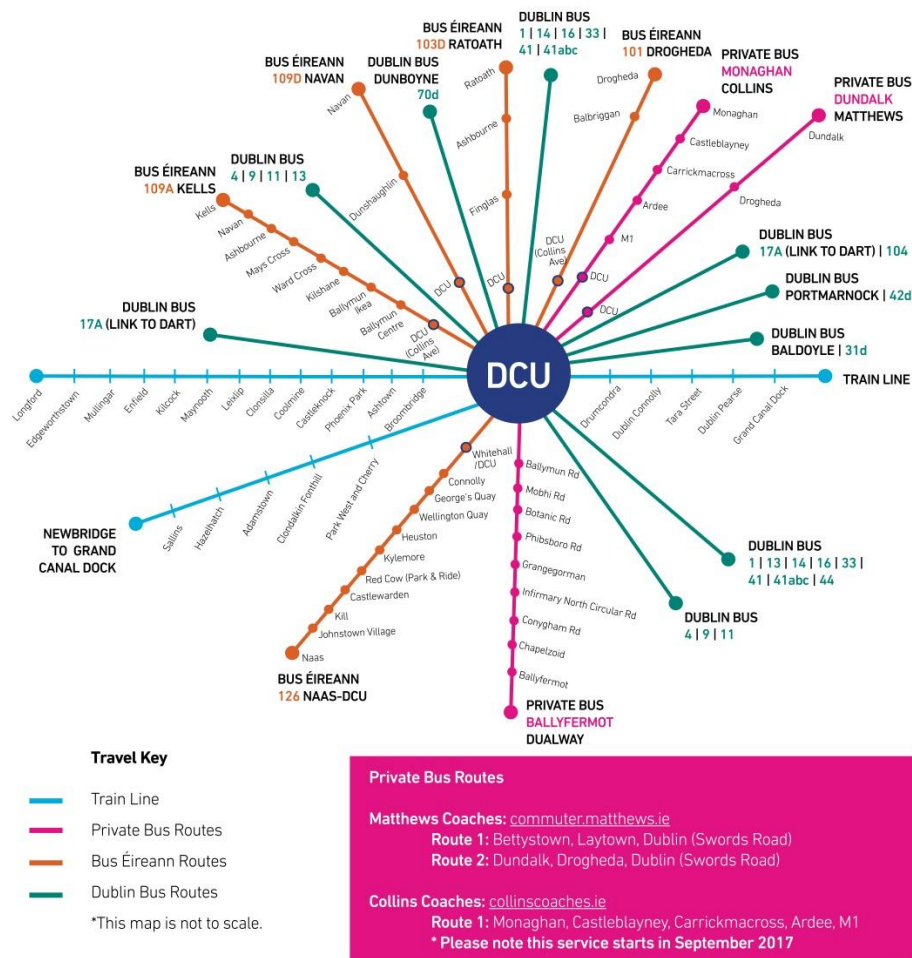 BUS ÉIREANN
103D RATOATH
DUBLIN BUS
1 | 14 | 16 | 33 |
41 | 41abc
BUS ÉIREANN
101 DROGHEDA
PRIVATE BUS
MONAGHAN
COLLINS
PRIVATE BUS
DUNDALK
MATTHEWS
BUS ÉIREANN
109D NAVAN
DUBLIN BUS
DUNBOYNE
70d
BUS ÉIREANN
109A KELLS
DUBLIN BUS
4 | 9 | 11 | 13
Kells
Navan
Ashbourne
Mays Cross
Ward Cross
Kilshane
Ballymun
Ikea
Ballymun
Centre
DCU
(Collins
Ave)
Navan
Dunshaughlin
DCU
Ratoath
Ashbourne
Finglas
DCU
Drogheda
Balbriggan
DCU
(Collins
Ave)
Monaghan
Castleblayney
Carrickmacross
Ardee
M1
DCU
Dundalk
Drogheda
DCU
DUBLIN BUS
17A (LINK TO DART) | 104
DUBLIN BUS
PORTMARNOCK | 42d
DUBLIN BUS
BALDOYLE | 31d
DUBLIN BUS
17A (LINK TO DART)
DCU
TRAIN LINE
Longford
Edgeworthstown
Mullingar
Enfield
Kilcock
Maynooth
Leixlip
Clonsilla
Coolmine
Castleknock
Phoenix Park
Ashtown
Broombridge
Drumcondra
Dublin Connolly
Tara Street
Dublin Pearse
Grand Canal Dock
NEWBRIDGE
TO GRAND
CANAL DOCK
Sallins
Hazelhatch
Adamstown
Clondalkin Fonthill
Park West and Cherry
Whitehall
/DCU
Connolly
George's Quay
Wellington Quay
Heuston
Kylemore
Red Cow (Park & Ride)
Castlewarden
Kill
Johnstown Village
Naas
BUS ÉIREANN
126 NAAS-DCU
Ballymun Rd
Mobhi Rd
Botanic Rd
Phibsboro Rd
Grangegorman
Infirmary North Circular Rd
Conygham Rd
Chapelzoid
Ballyfermot
PRIVATE BUS
BALLYFERMOT
DUALWAY
DUBLIN BUS
1 | 13 | 14 | 16 | 33 |
41 | 41abc | 44
DUBLIN BUS
4 | 9 | 11
Travel Key
Train Line
Private Bus Routes
Bus Éireann Routes
Dublin Bus Routes
*This map is not to scale.
Private Bus Routes
Matthews Coaches: commuter.matthews.ie
Route 1: Bettystown, Laytown, Dublin (Swords Road)
Route 2: Dundalk, Drogheda, Dublin (Swords Road)
Collins Coaches: collinscoaches.ie
Route 1: Monaghan, Castleblayney, Carrickmacross, Ardee, M1
* Please note this service starts in September 2017